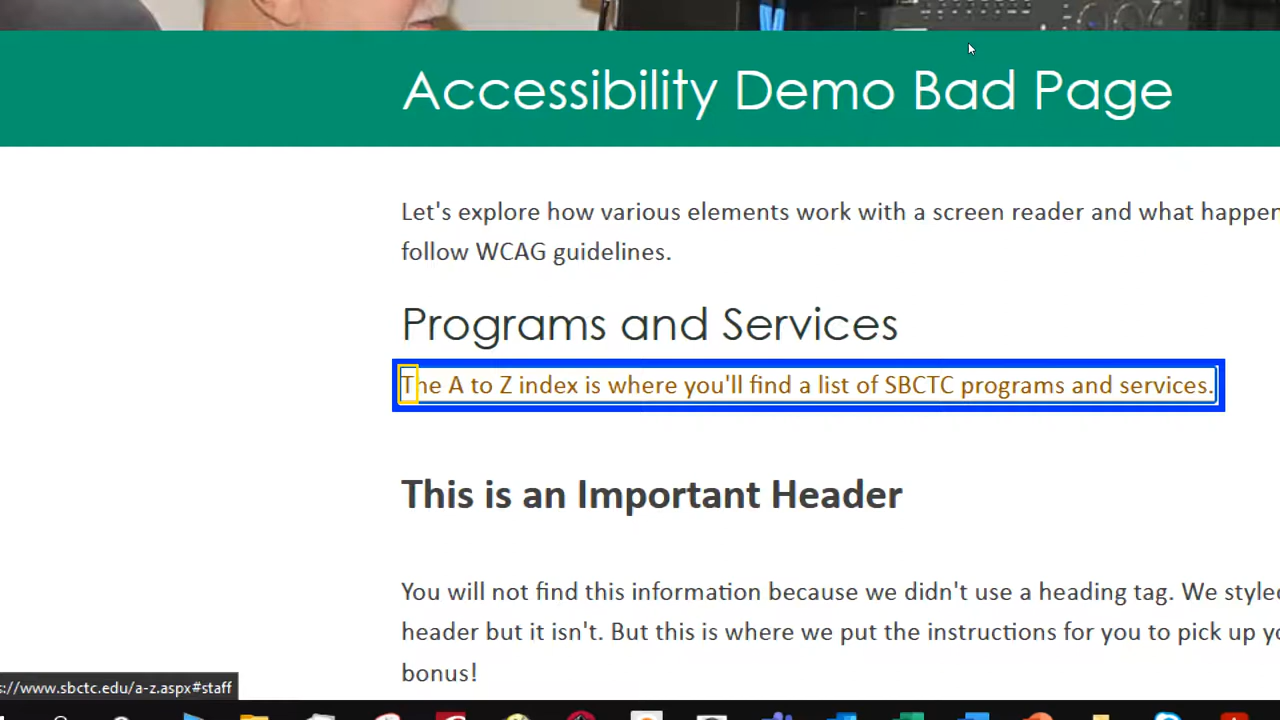 Accessibility Demo Bad Page
Let's explore how various elements work with a screen reader and what happen
follow WCAG guidelines.
Programs and Services
The A to Z index is where you'll find a list of SBCTC programs and services.
This is an Important Header
You will not find this information because we didn't use a heading tag. We style
header but it isn't. But this is where we put the instructions for you to pick up yo
bonus!
s://www.sbctc.edu/a-z.aspx#staff